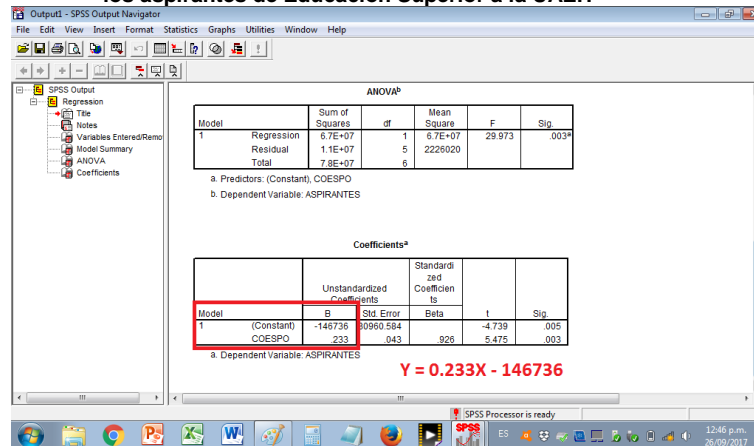 los aspirantes de Educación Superior a la UAEH
Output1 - SPSS Output Navigator
File Edit View Insert Format Statistics Graphs Utilities Window Help
SPSS Output
Regression
Title
Notes
Variables Entered/Remo
Model Summary
ANOVA
Coefficients
ANOVAb
Model Sum of Squares df Mean Square F Sig.
1 Regression 6.7E+07 1 6.7E+07 29.973 .003a
Residual 1.1E+07 5 2226020
Total 7.8E+07 6
a. Predictors: (Constant), COESPO
b. Dependent Variable: ASPIRANTES
Coefficientsa
Unstandardized Coefficients Standardi zed Coefficien ts
Model B Std. Error Beta t Sig.
1 (Constant) -146736 30960.584 -4.739 .005
COESPO .233 .043 .926 5.475 .003
a. Dependent Variable: ASPIRANTES
Y = 0.233X - 146736
SPSS Processor is ready
SPSS
ES
12:46 p.m.
26/09/2017